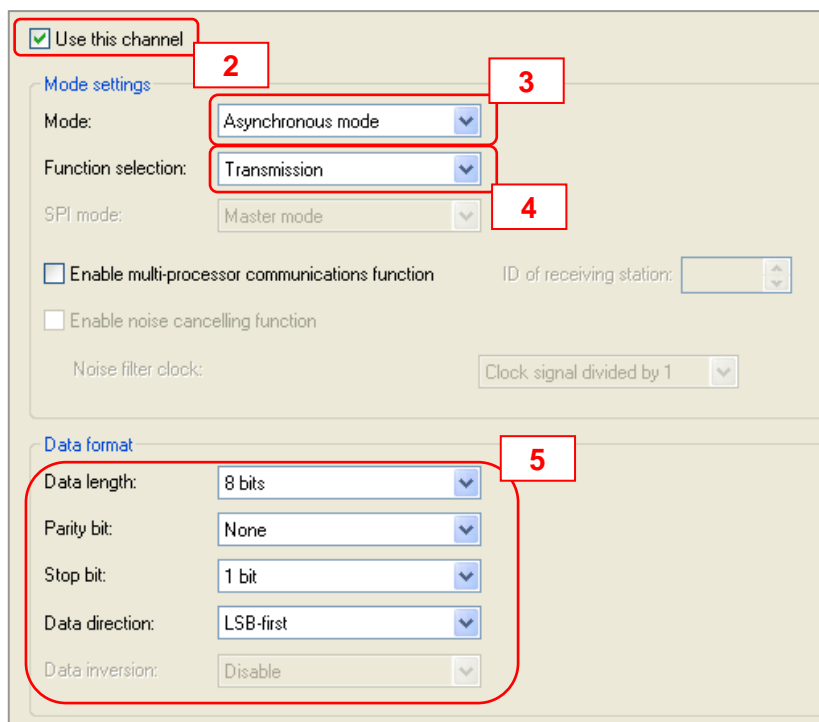 Use this channel
2
Mode settings
3
Mode: Asynchronous mode
Function selection: Transmission
4
SPI mode: Master mode
Enable multi-processor communications function ID of receiving station:
Enable noise cancelling function
Noise filter clock: Clock signal divided by 1
Data format
5
Data length: 8 bits
Parity bit: None
Stop bit: 1 bit
Data direction: LSB-first
Data inversion: Disable